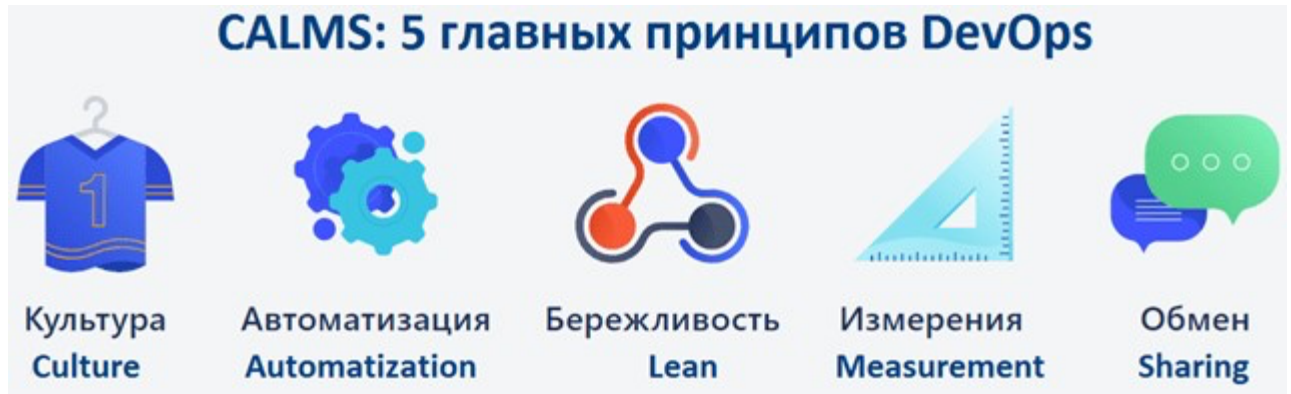 CALMS: 5 главных принципов DevOps
1
Культура Автоматизация Бережливость Измерения Обмен
Culture Automatization Lean Measurement Sharing